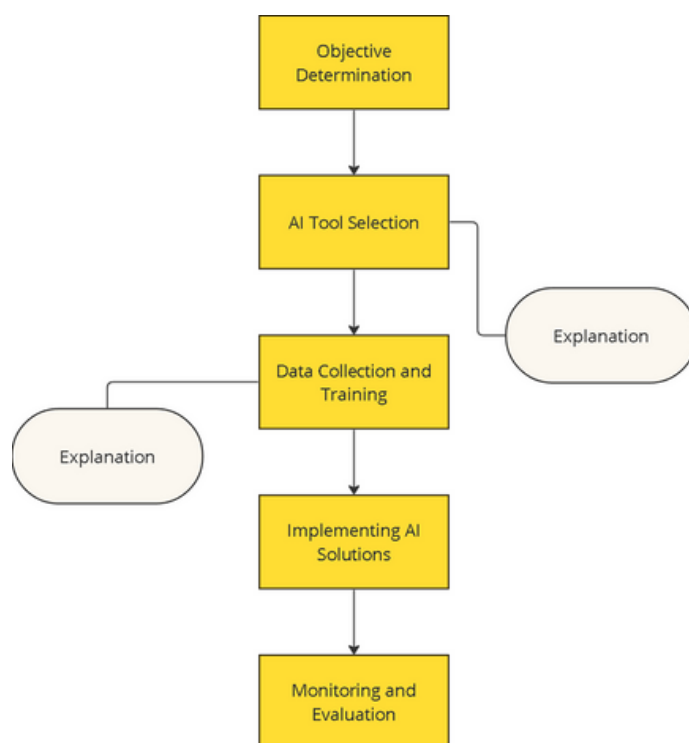 Objective
Determination
AI Tool Selection
Explanation
Data Collection and
Training
Explanation
Implementing AI
Solutions
Monitoring and
Evaluation